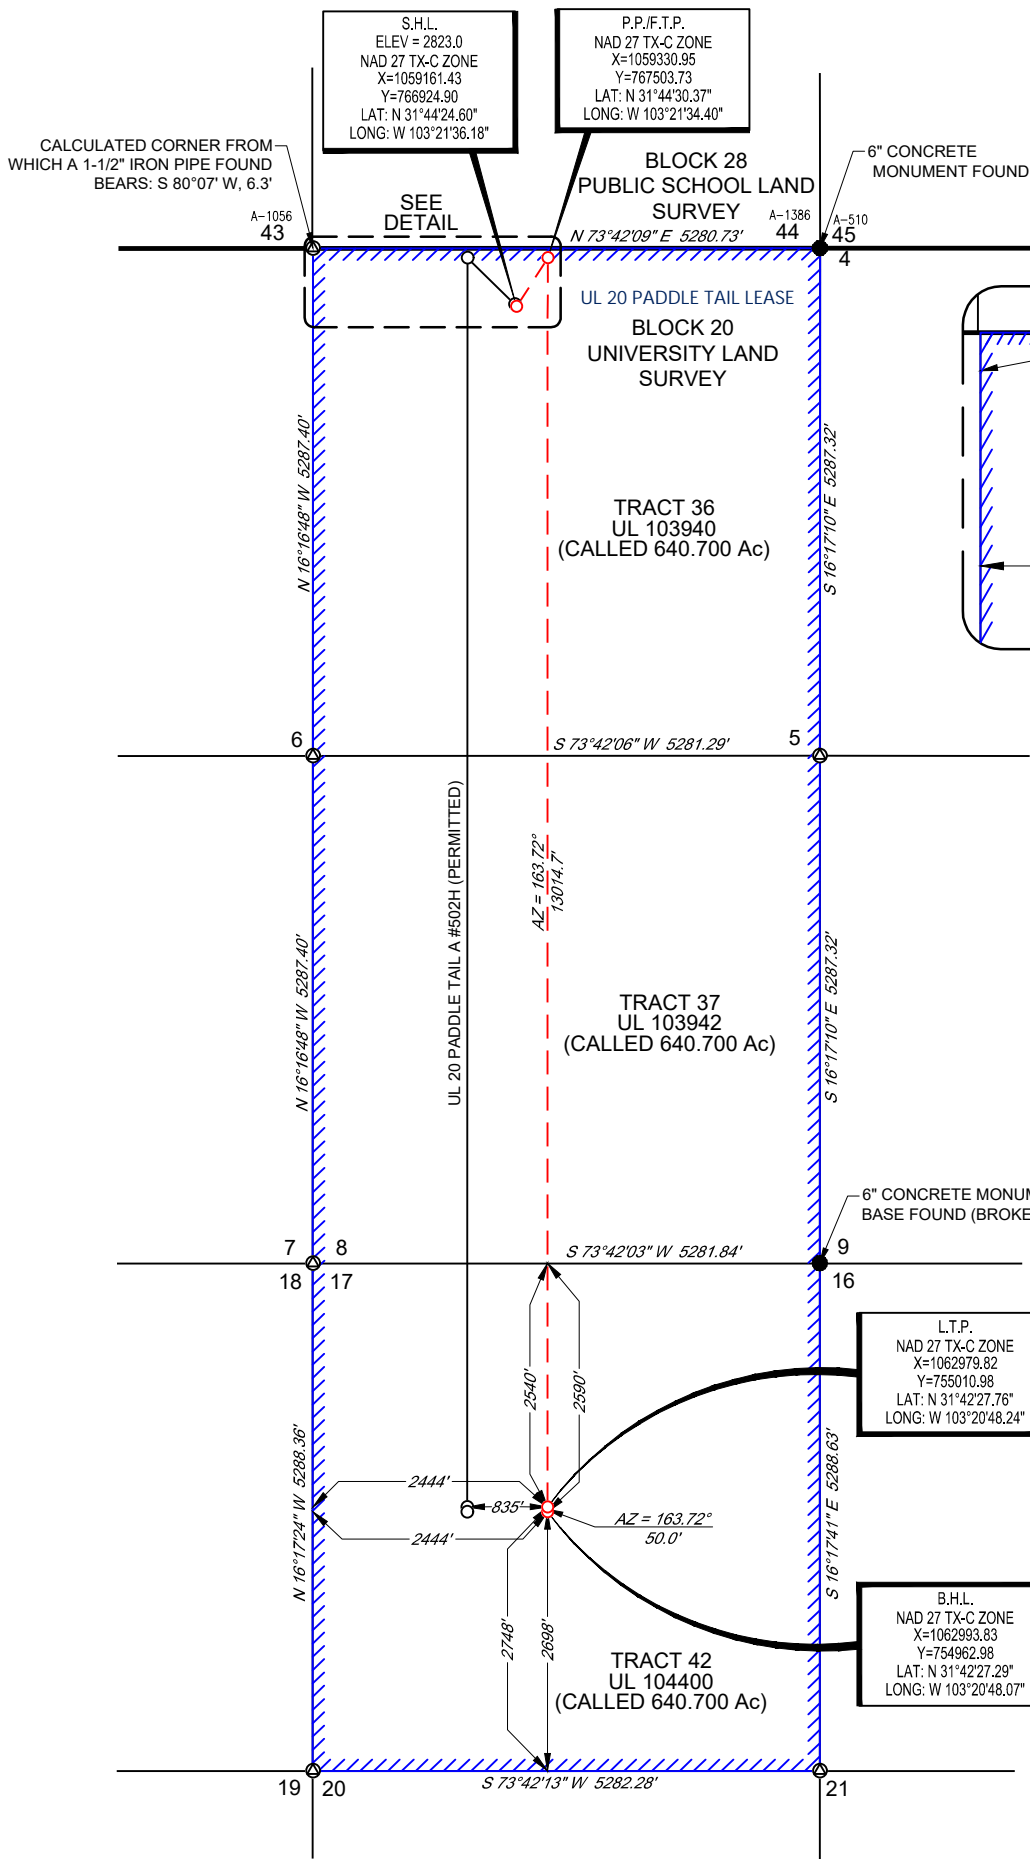 S.H.L.
ELEV = 2823.0
NAD 27 TX-C ZONE
X=1059161.43
Y=766924.90
LAT: N 31°44'24.60"
LONG: W 103°21'36.18"
P.P./F.T.P.
NAD 27 TX-C ZONE
X=1059330.95
Y=767503.73
LAT: N 31°44'30.37"
LONG: W 103°21'34.40"
CALCULATED CORNER FROM
WHICH A 1-1/2" IRON PIPE FOUND
BEARS: S 80°07' W, 6.3'
BLOCK 28
PUBLIC SCHOOL LAND
SURVEY
6" CONCRETE
MONUMENT FOUND
SEE
DETAIL
A-1056
43
A-1386
44
A-510
45
4
N 73°42'09" E 5280.73'
UL 20 PADDLE TAIL LEASE
BLOCK 20
UNIVERSITY LAND
SURVEY
N 16°16'48" W 5287.40'
S 16°17'10" E 5287.32'
TRACT 36
UL 103940
(CALLED 640.700 Ac)
6
S 73°42'06" W 5281.29'
5
UL 20 PADDLE TAIL A #502H (PERMITTED)
AZ = 163.72°
13014.7'
N 16°16'48" W 5287.40'
S 16°17'10" E 5287.32'
TRACT 37
UL 103942
(CALLED 640.700 Ac)
6" CONCRETE MONUM
BASE FOUND (BROKE
7
8
S 73°42'03" W 5281.84'
9
18
17
16
L.T.P.
NAD 27 TX-C ZONE
X=1062979.82
Y=755010.98
LAT: N 31°42'27.76"
LONG: W 103°20'48.24"
2540'
2590'
N 16°17'24" W 5288.36'
S 16°17'41" E 5288.63'
2444'
835'
2444'
AZ = 163.72°
50.0'
2748'
2698'
B.H.L.
NAD 27 TX-C ZONE
X=1062993.83
Y=754962.98
LAT: N 31°42'27.29"
LONG: W 103°20'48.07"
TRACT 42
UL 104400
(CALLED 640.700 Ac)
19
20
S 73°42'13" W 5282.28'
21